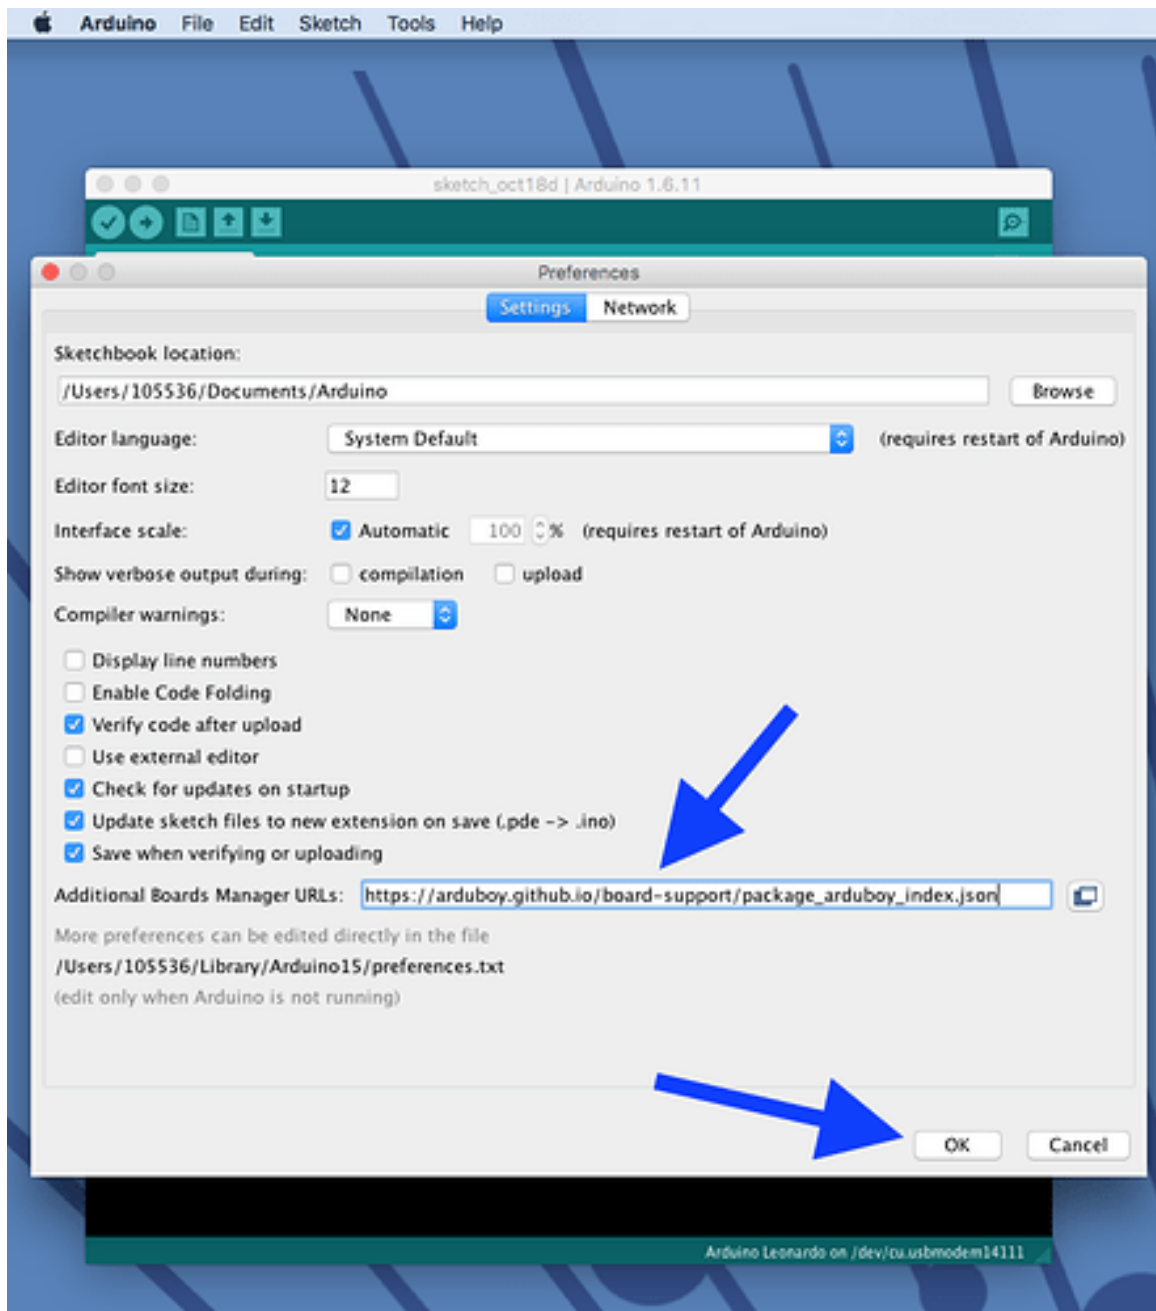 Arduino File Edit Sketch Tools Help
sketch_oct18d | Arduino 1.6.11
Preferences
Settings Network
Sketchbook location:
/Users/105536/Documents/Arduino Browse
Editor language: System Default (requires restart of Arduino)
Editor font size: 12
Interface scale: Automatic 100 % (requires restart of Arduino)
Show verbose output during: compilation upload
Compiler warnings: None
Display line numbers
Enable Code Folding
Verify code after upload
Use external editor
Check for updates on startup
Update sketch files to new extension on save (.pde -> .ino)
Save when verifying or uploading
Additional Boards Manager URLs: https://arduboy.github.io/board-support/package_arduboy_index.json
More preferences can be edited directly in the file
/Users/105536/Library/Arduino15/preferences.txt
(edit only when Arduino is not running)
OK Cancel
Arduino Leonardo on /dev/cu.usbmodem14111